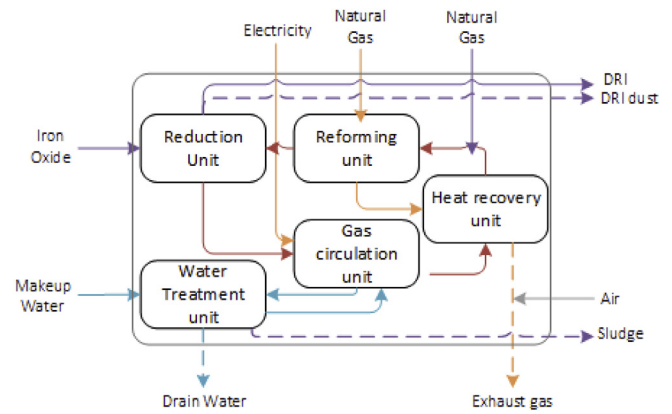 Electricity
Natural
Gas
Natural
Gas
DRI
DRI dust
Iron
Oxide
Reduction
Unit
Reforming
unit
Heat recovery
unit
Gas
circulation
unit
Makeup
Water
Water
Treatment
unit
Air
Sludge
Drain Water
Exhaust gas